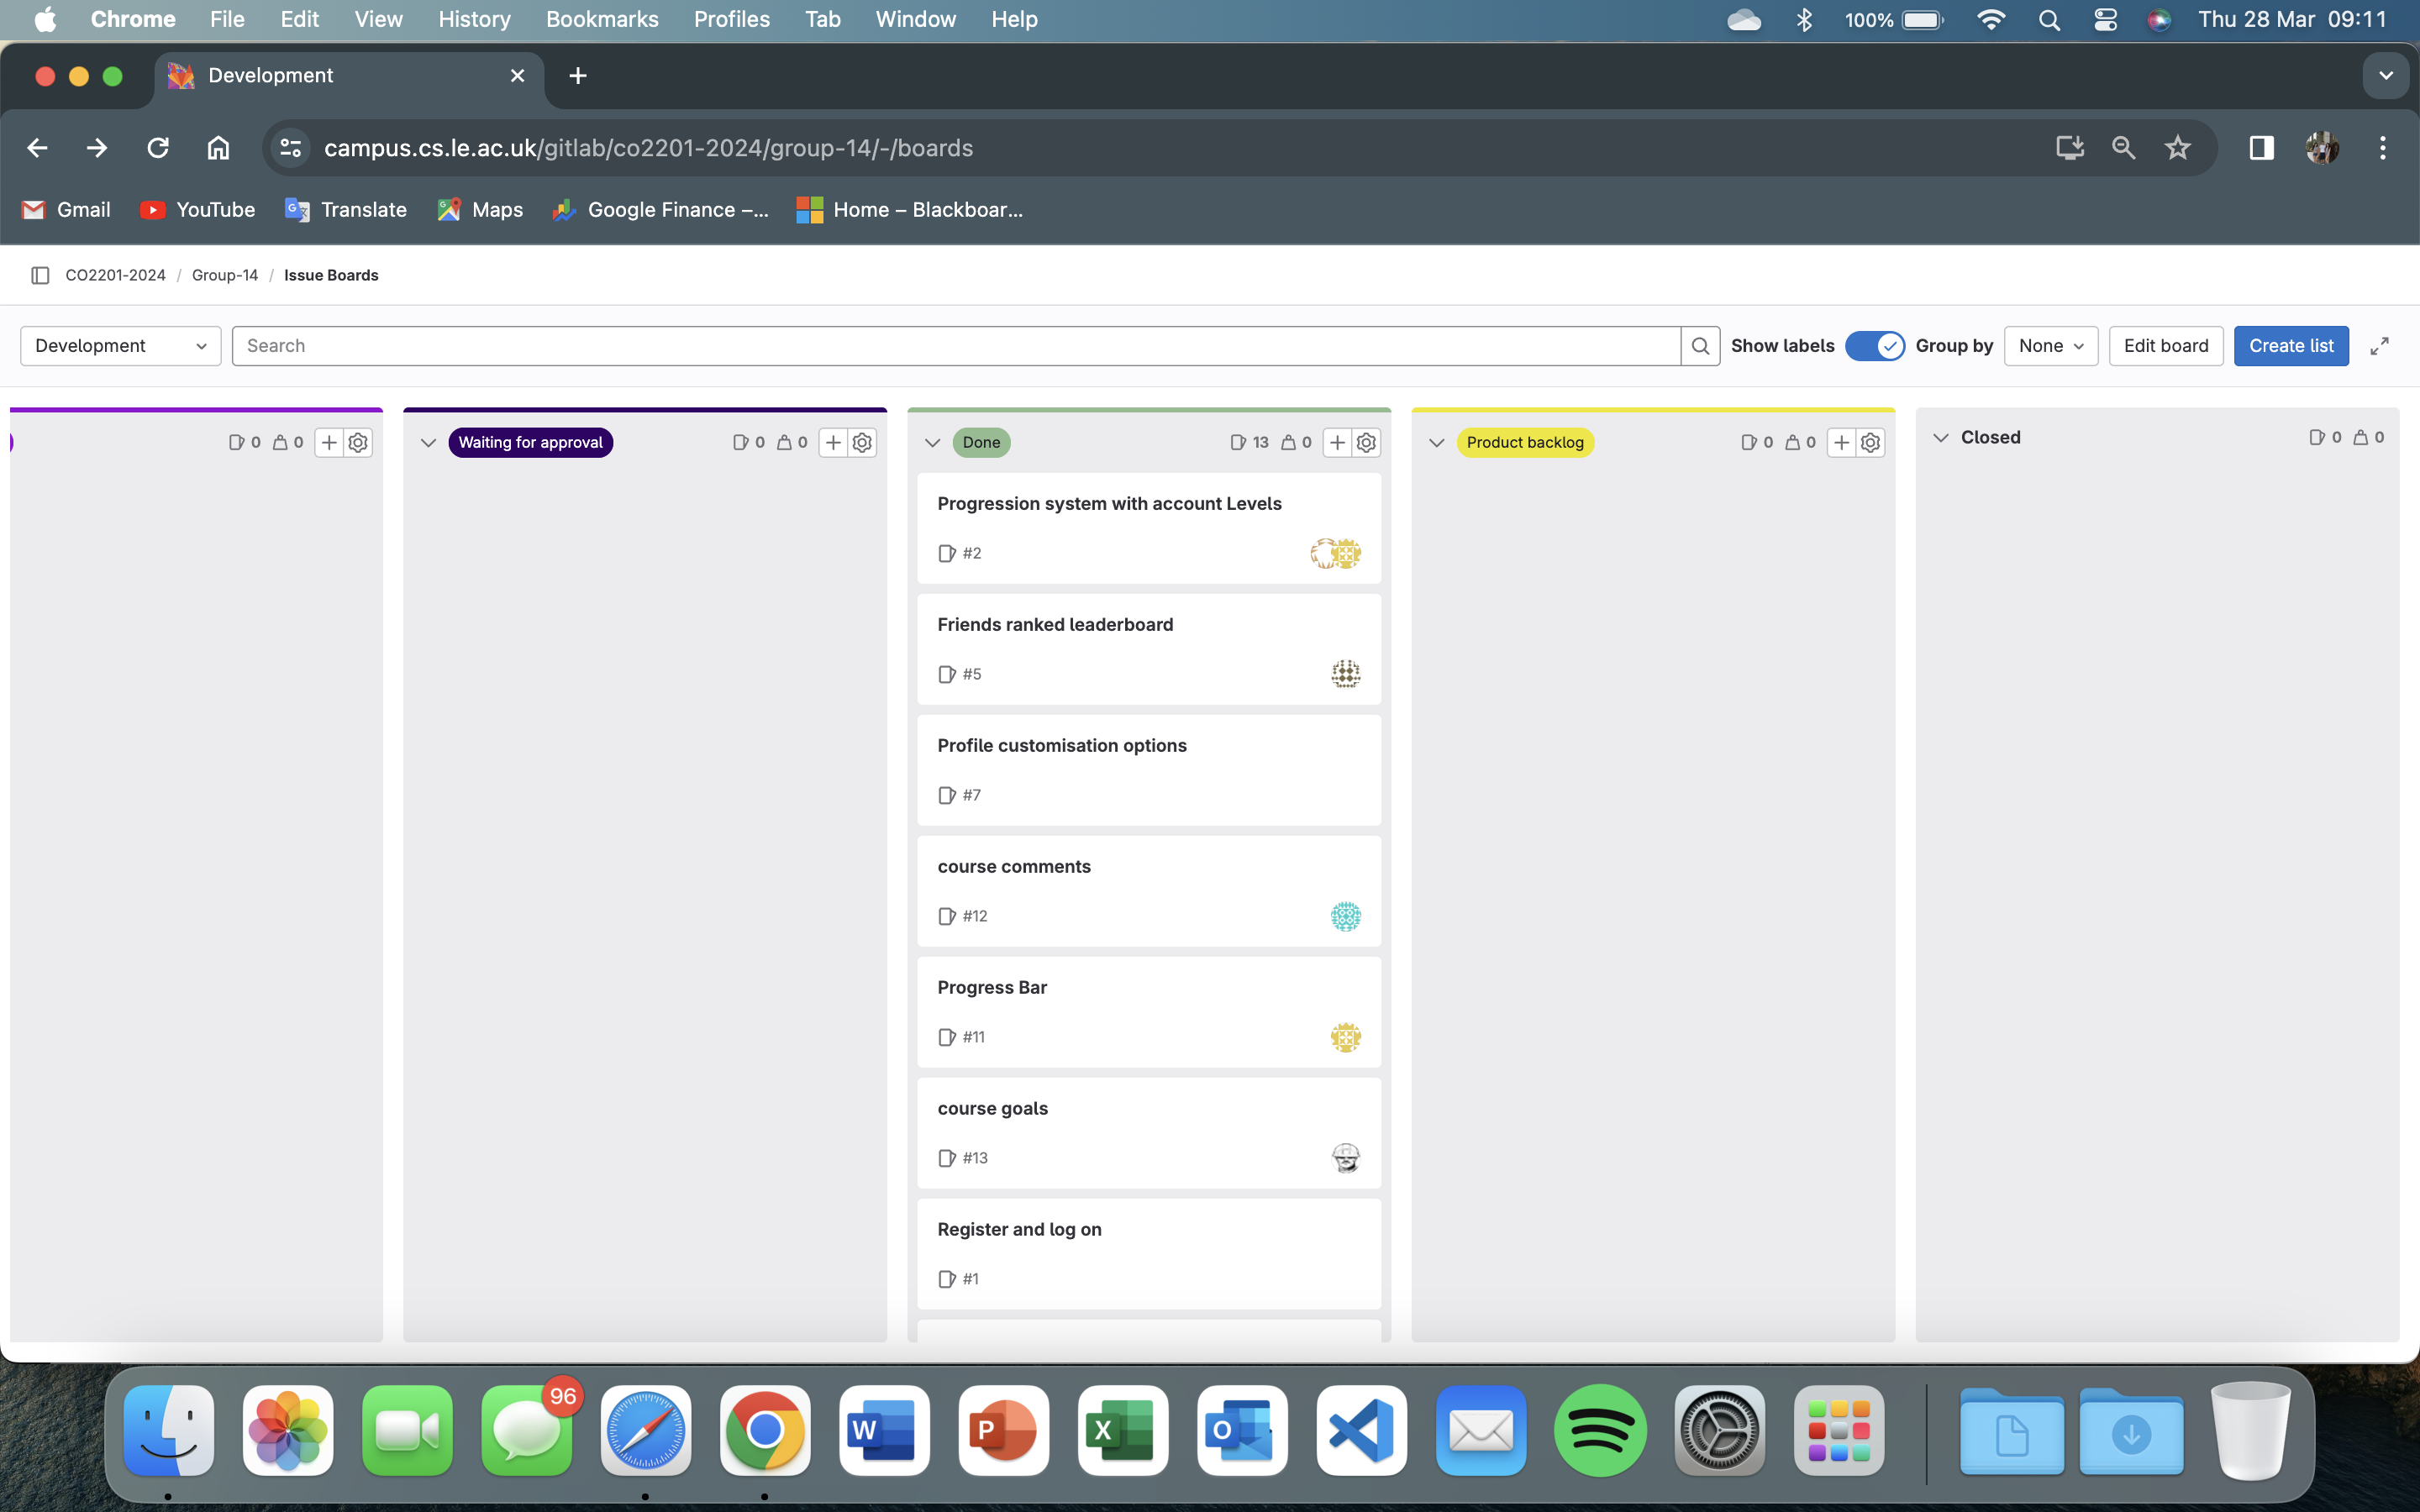 Chrome File Edit View History Bookmarks Profiles Tab Window Help 100% Thu 28 Mar 09:11
Development
campus.cs.le.ac.uk/gitlab/co2201-2024/group-14/-/boards
Gmail YouTube Translate Maps Google Finance –... Home – Blackboar...
CO2201-2024 / Group-14 / Issue Boards
Development Search Show labels Group by None Edit board Create list
0 0 Waiting for approval 0 0 Done 13 0 Product backlog 0 0 Closed 0 0
Progression system with account Levels
#2
Friends ranked leaderboard
#5
Profile customisation options
#7
course comments
#12
Progress Bar
#11
course goals
#13
Register and log on
#1
96
W P X O